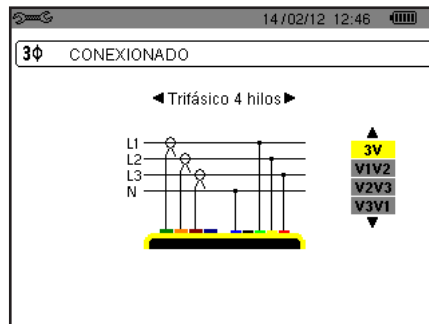 14/02/12 12:46
3Φ CONEXIONADO
◄Trifásico 4 hilos►
L1
L2
L3
N
3V
V1V2
V2V3
V3V1